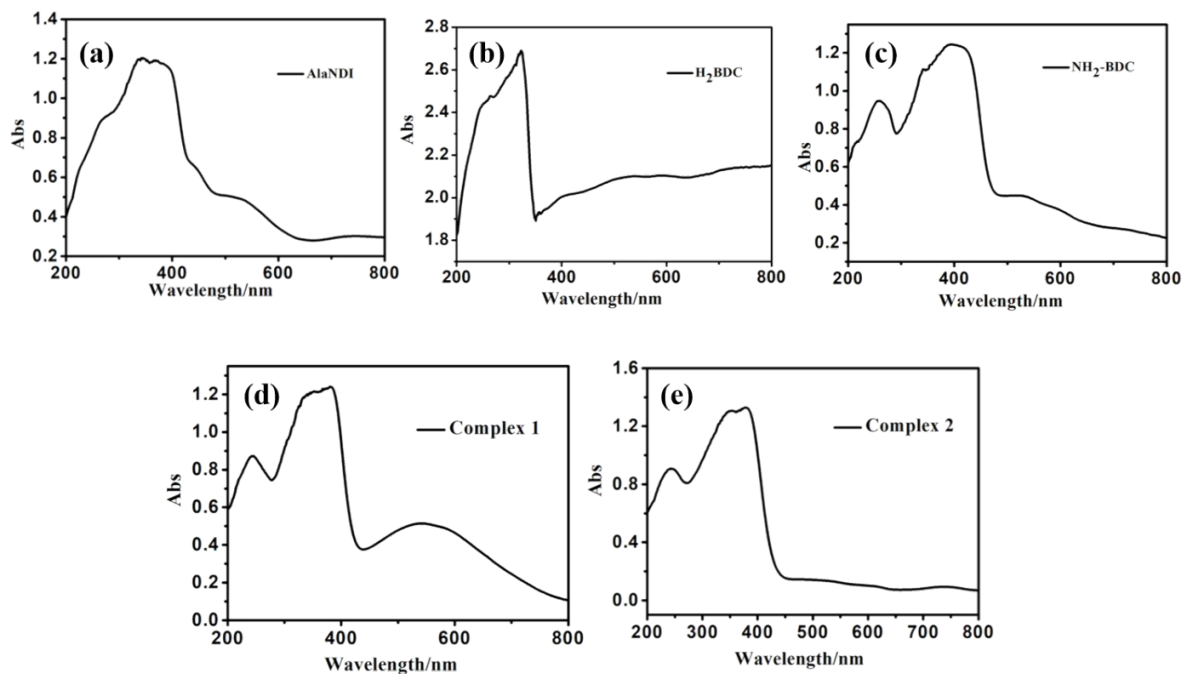 (a)
AlaNDI
1.4
1.2
1.0
0.8
0.6
0.4
0.2
Abs
200 400 600 800
Wavelength/nm
(b)
H₂BDC
2.8
2.6
2.4
2.2
2.0
1.8
Abs
200 300 400 500 600 700 800
Wavelength/nm
(c)
NH₂-BDC
1.2
1.0
0.8
0.6
0.4
0.2
Abs
200 400 600 800
Wavelength/nm
(d)
Complex 1
1.2
1.0
0.8
0.6
0.4
0.2
0.0
Abs
200 400 600 800
Wavelength/nm
(e)
Complex 2
1.6
1.2
0.8
0.4
0.0
Abs
200 300 400 500 600 700 800
Wavelength/nm